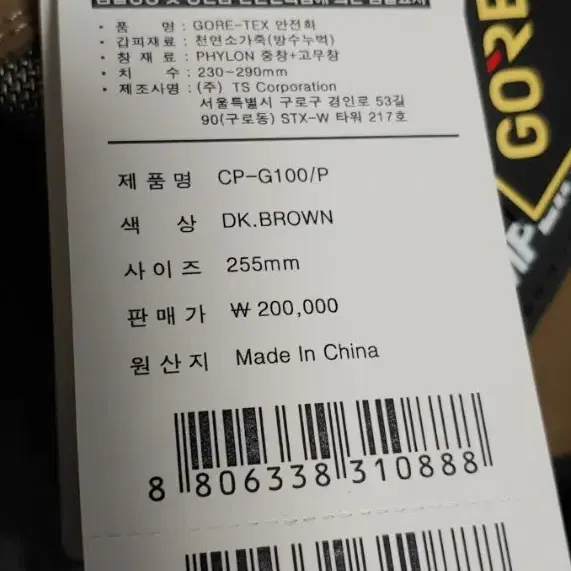 • 품 명 : GORE-TEX 안전화
• 갑피재료 : 천연소가죽(방수누벅)
• 창 재료 : PHYLON 중창+고무창
• 치 수 : 230~290mm
• 제조사명 : (주) TS Corporation
서울특별시 구로구 경인로 53길
90(구로동) STX-W 타워 217호
제품명 CP-G100/P
색 상 DK.BROWN
사이즈 255mm
판매가 ₩ 200,000
원산지 Made In China
8 806338 310888
GORE